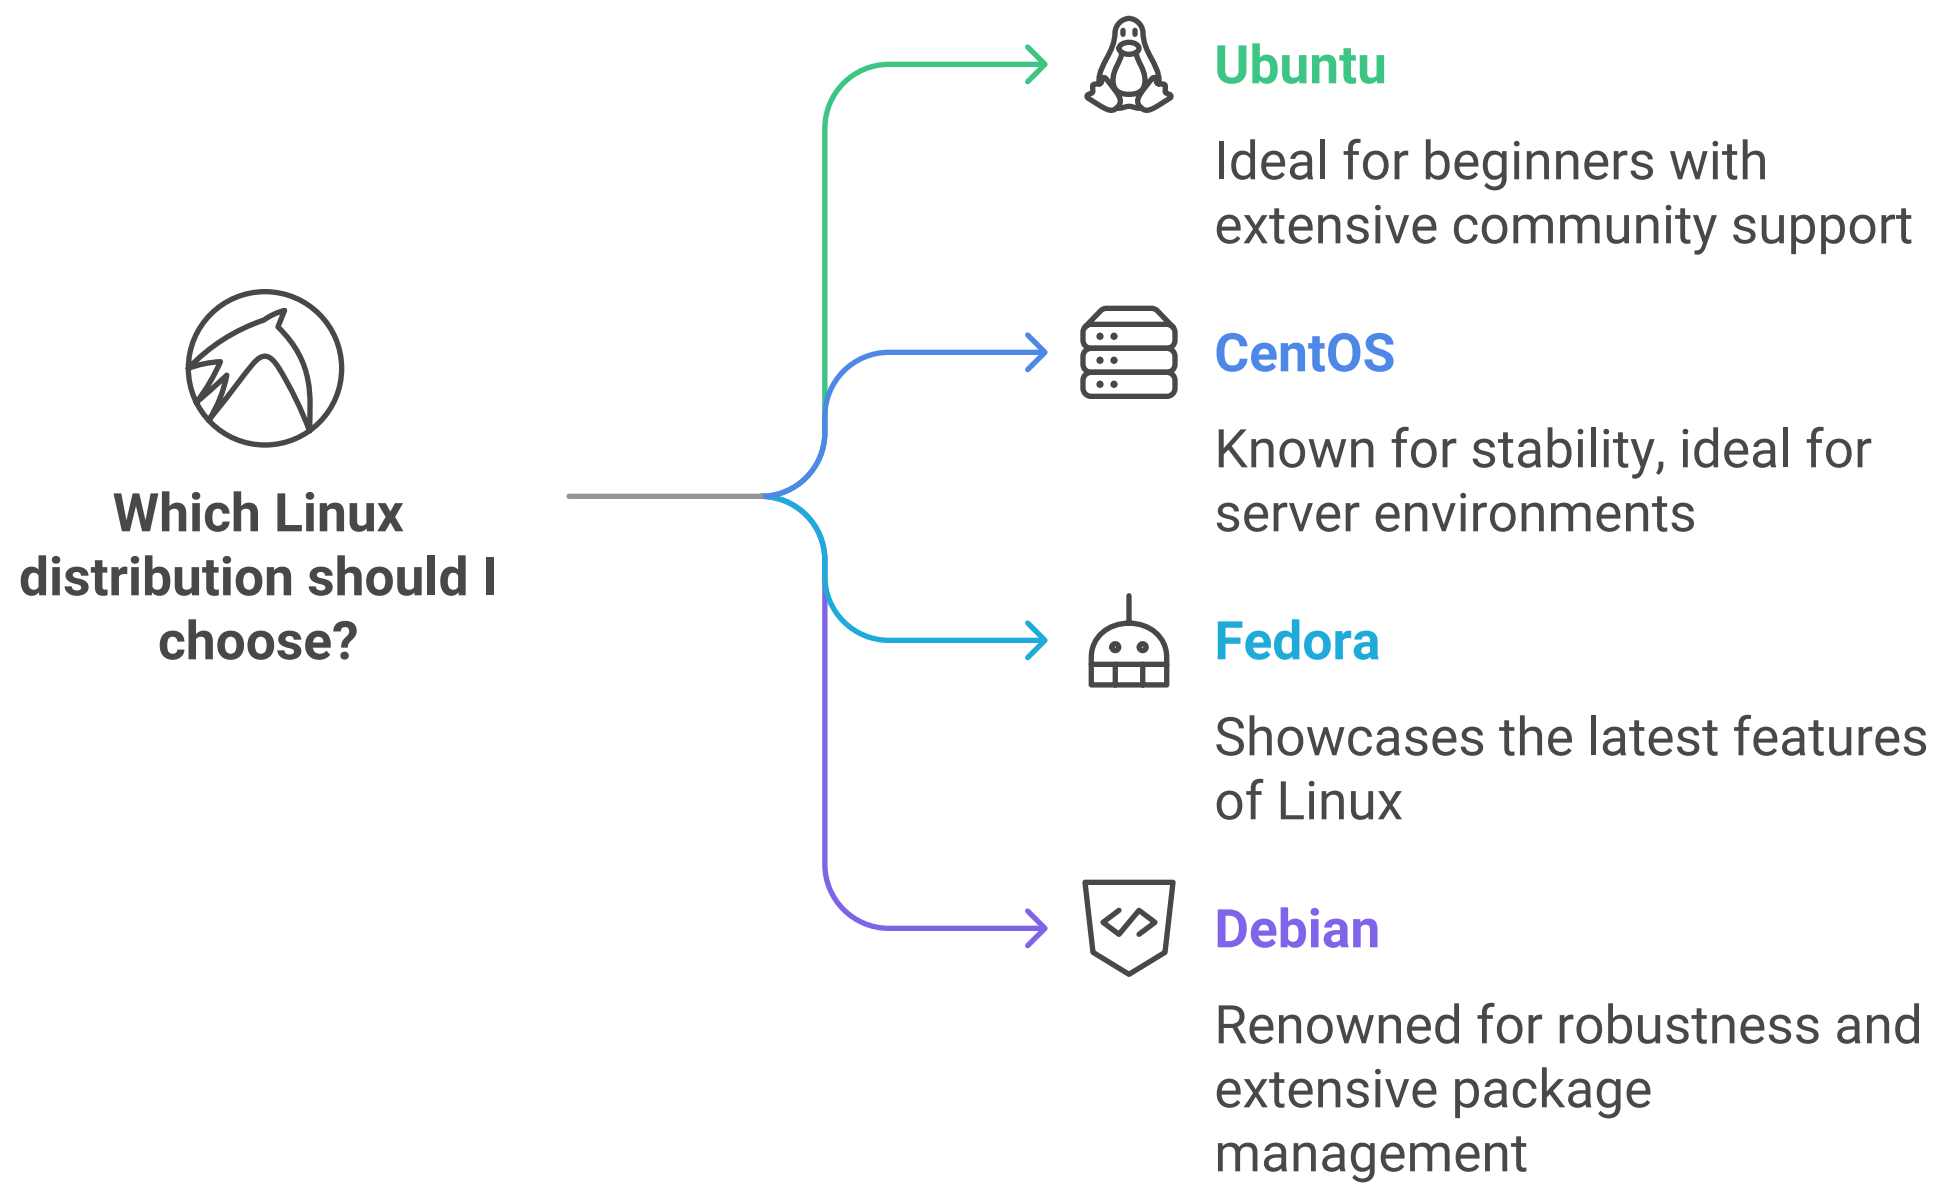 Which Linux
distribution should I
choose?
Ubuntu
Ideal for beginners with
extensive community support
CentOS
Known for stability, ideal for
server environments
Fedora
Showcases the latest features
of Linux
Debian
Renowned for robustness and
extensive package
management